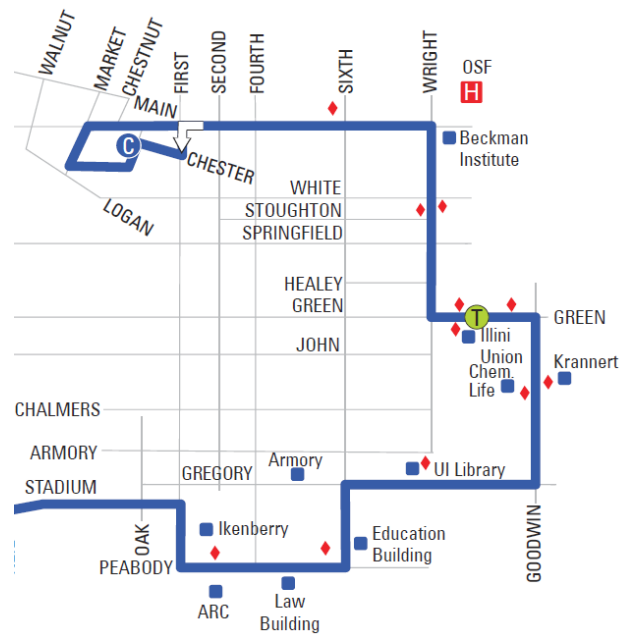 WALNUT
MARKET
CHESTNUT
FIRST
SECOND
FOURTH
SIXTH
WRIGHT
OSF
H
MAIN
C
Beckman
Institute
CHESTER
LOGAN
WHITE
STOUGHTON
SPRINGFIELD
HEALEY
GREEN
T
GREEN
Illini
Union
JOHN
Chem.
Life
Krannert
CHALMERS
ARMORY
Armory
GREGORY
UI Library
STADIUM
OAK
Ikenberry
Education
Building
GOODWIN
PEABODY
ARC
Law
Building